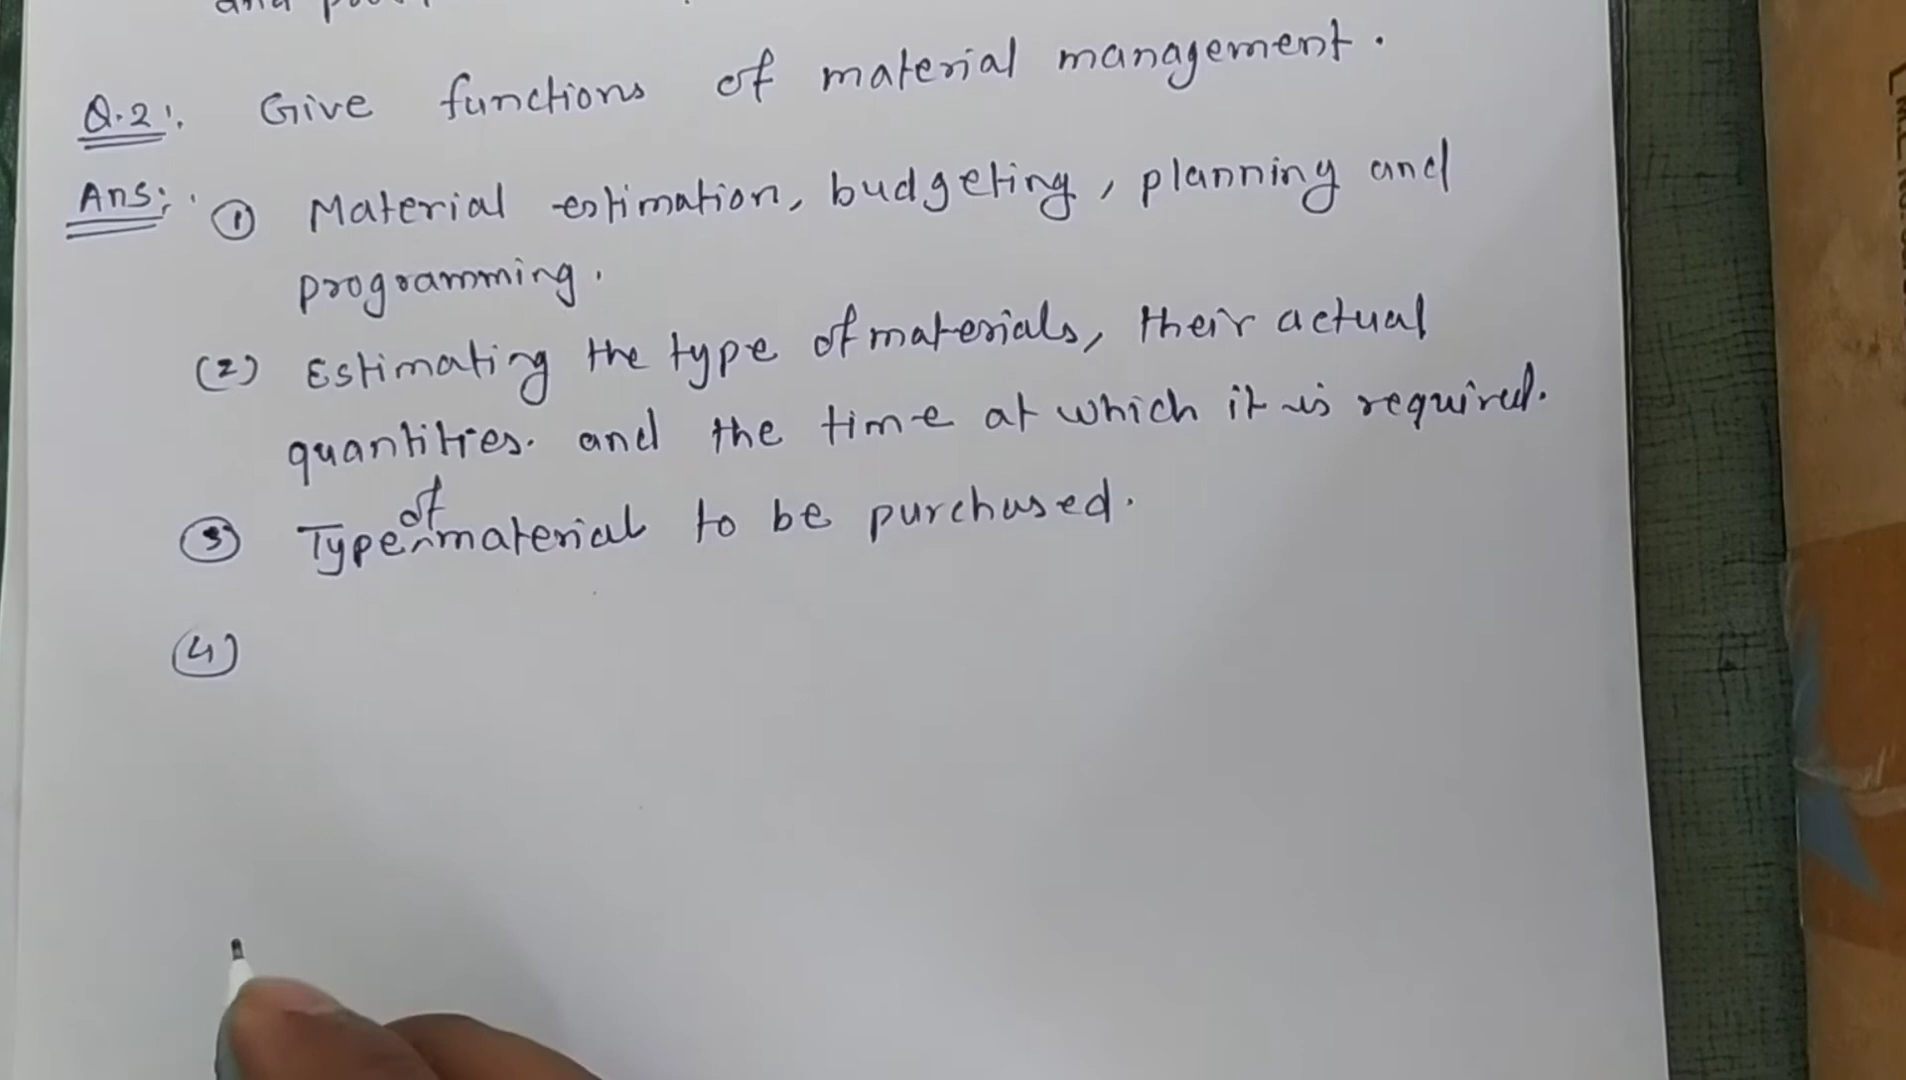 Q.2:. Give functions of material management.
Ans:. ① Material estimation, budgeting, planning and
programming.
(2) Estimating the type of materials, their actual
quantities. and the time at which it is required.
③ Type of material to be purchased.
(4)